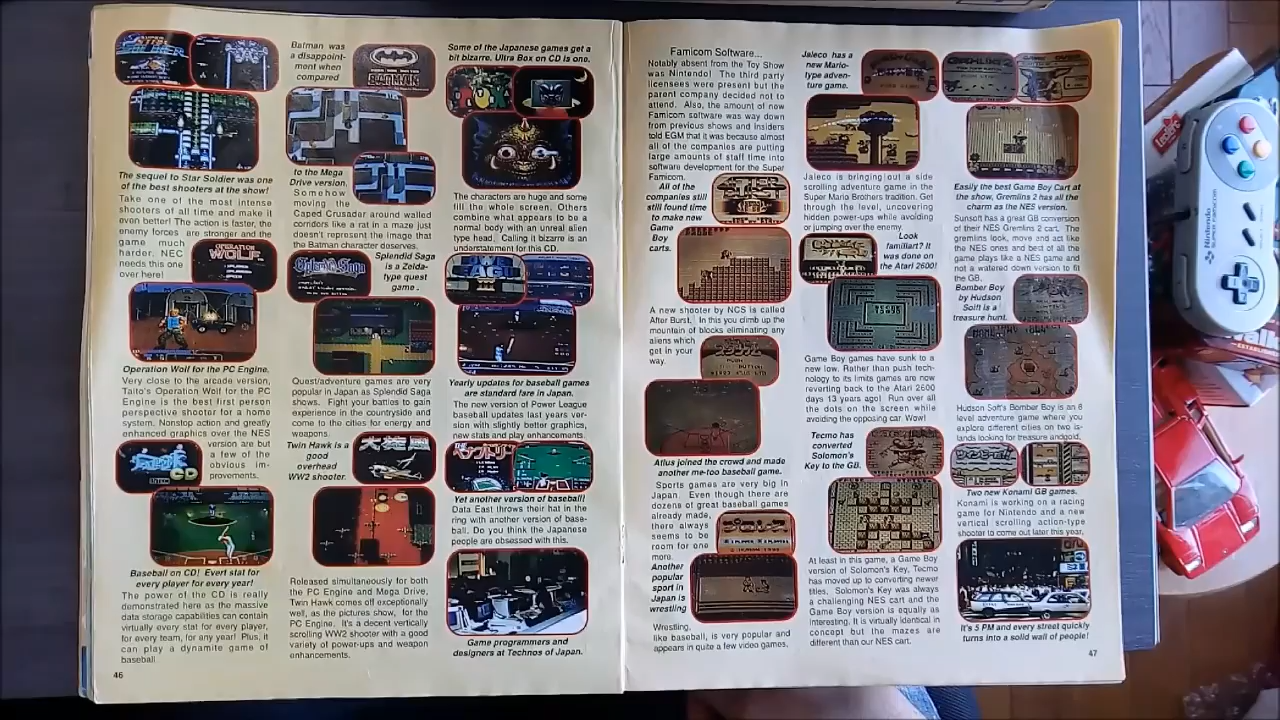 The sequel to Star Soldier was one
of the best shooters at the show!
Take one of the most intense
shooters of all time and make it
even better! The action is faster, the
enemy forces are stronger and the
game much
harder. NEC
needs this one
over here!
OPERATION
WOLF
Operation Wolf for the PC Engine.
Very close to the arcade version,
Taito's Operation Wolf for the PC
Engine is the best first person
perspective shooter for a home
system. Nonstop action and greatly
enhanced graphics over the NES
version are but
a few of the
obvious im-
provements.
CD
Baseball on CD! Evert stat for
every player for every year!
The power of the CD is really
demonstrated here as the massive
data storage capabilities can contain
virtually every stat for every player,
for every team, for any year! Plus, it
can play a dynamite game of
baseball
46
Batman was
a disappoint-
ment when
compared
BATMAN
to the Mega
Drive version.
Somehow
moving the
Caped Crusader around walled
corridors like a rat in a maze just
doesn't represent the image that
the Batman character deserves.
Splendid Saga
is a Zelda-
type quest
game.
Quest/adventure games are very
popular in Japan as Splendid Saga
shows. Fight your battles to gain
experience in the countryside and
come to the cities for energy and
weapons.
Twin Hawk is a
good
overhead
WW2 shooter.
大旋風
Released simultaneously for both
the PC Engine and Mega Drive,
Twin Hawk comes off exceptionally
well, as the pictures show, for the
PC Engine. It's a decent vertically
scrolling WW2 shooter with a good
variety of power-ups and weapon
enhancements.
Some of the Japanese games get a
bit bizarre. Ultra Box on CD is one.
The characters are huge and some
fill the whole screen. Others
combine what appears to be a
normal body with an unreal alien
type head. Calling it bizarre is an
understatement for this CD.
Yearly updates for baseball games
are standard fare in Japan.
The new version of Power League
baseball updates last years ver-
sion with slightly better graphics,
new stats and play enhancements.
Yet another version of baseball!
Data East throws their hat in the
ring with another version of base-
ball. Do you think the Japanese
people are obsessed with this.
Game programmers and
designers at Technos of Japan.
Famicom Software...
Notably absent from the Toy Show
was Nintendo! The third party
licensees were present but the
parent company decided not to
attend. Also, the amount of new
Famicom software was way down
from previous shows and insiders
told EGM that it was because almost
all of the companies are putting
large amounts of staff time into
software development for the Super
Famicom.
All of the
companies still
still found time
to make new
Game
Boy
carts.
A new shooter by NCS is called
After Burst. In this you climb up the
mountain of blocks eliminating any
aliens which
get in your
way.
Atlus joined the crowd and made
another me-too baseball game.
Sports games are very big in
Japan. Even though there are
dozens of great baseball games
already made,
there always
seems to be
room for one
more.
Another
popular
sport in
Japan is
wrestling
Wrestling,
like baseball, is very popular and
appears in quite a few video games.
Jaleco has a
new Mario-
type adven-
ture game.
Jaleco is bringing out a side
scrolling adventure game in the
Super Mario Brothers tradition. Get
through the level, uncovering
hidden power-ups while avoiding
or jumping over the enemy.
Look
familiar? It
was done on
the Atari 2600!
Game Boy games have sunk to a
new low. Rather than push tech-
nology to its limits games are now
reverting back to the Atari 2600
days 13 years ago! Run over all
the dots on the screen while
avoiding the opposing car. Wow!
Tecmo has
converted
Solomon's
Key to the GB.
At least in this game, a Game Boy
version of Solomon's Key, Tecmo
has moved up to converting newer
titles. Solomon's Key was always
a challenging NES cart and the
Game Boy version is equally as
interesting. It is virtually identical in
concept but the mazes are
different than our NES cart.
Easily the best Game Boy Cart at
the show, Gremlins 2 has all the
charm as the NES version.
Sunsoft has a great GB conversion
of their NES Gremlins 2 cart. The
gremlins look, move and act like
the NES ones and best of all the
game plays like a NES game and
not a watered down version to fit
the GB.
Bomber Boy
by Hudson
Soift is a
treasure hunt.
Hudson Soft's Bomber Boy is an 8
level adventure game where you
explore different cities on two is-
lands looking for treasure andgold.
Two new Konami GB games.
Konami is working on a racing
game for Nintendo and a new
vertical scrolling action-type
shooter to come out later this year.
It's 5 PM and every street quickly
turns into a solid wall of people!
47
Nintendo
SUPER FAMICOM